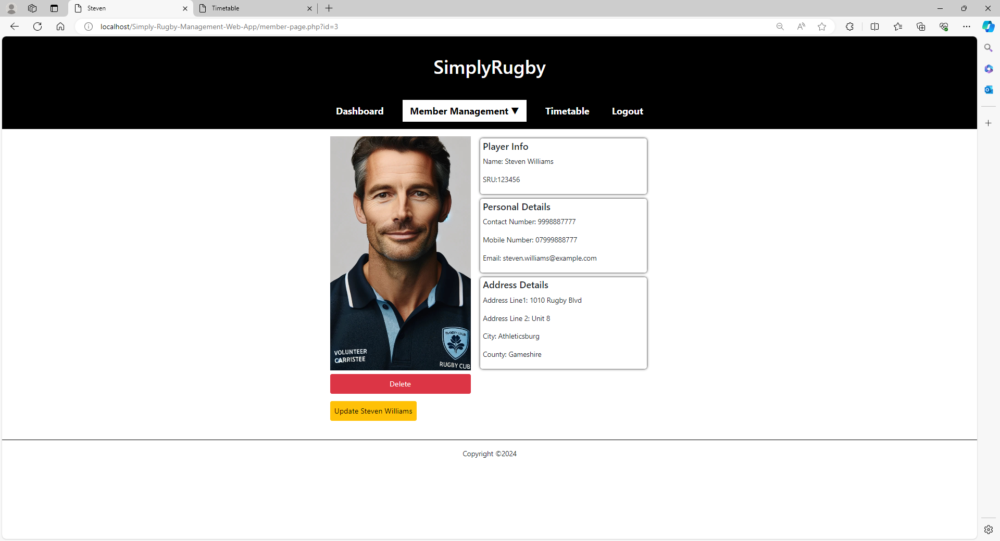 Steven
Timetable
localhost/Simply-Rugby-Management-Web-App/member-page.php?id=3
SimplyRugby
Dashboard
Member Management ▼
Timetable
Logout
Player Info
Name: Steven Williams
SRU:123456
Personal Details
Contact Number: 9998887777
Mobile Number: 07999888777
Email: steven.williams@example.com
Address Details
Address Line1: 1010 Rugby Blvd
Address Line 2: Unit 8
City: Athleticsburg
County: Gameshire
VOLUNTEER
CARRISTEE
RUGBY CLUB
RUGBY CUB
Delete
Update Steven Williams
Copyright ©2024